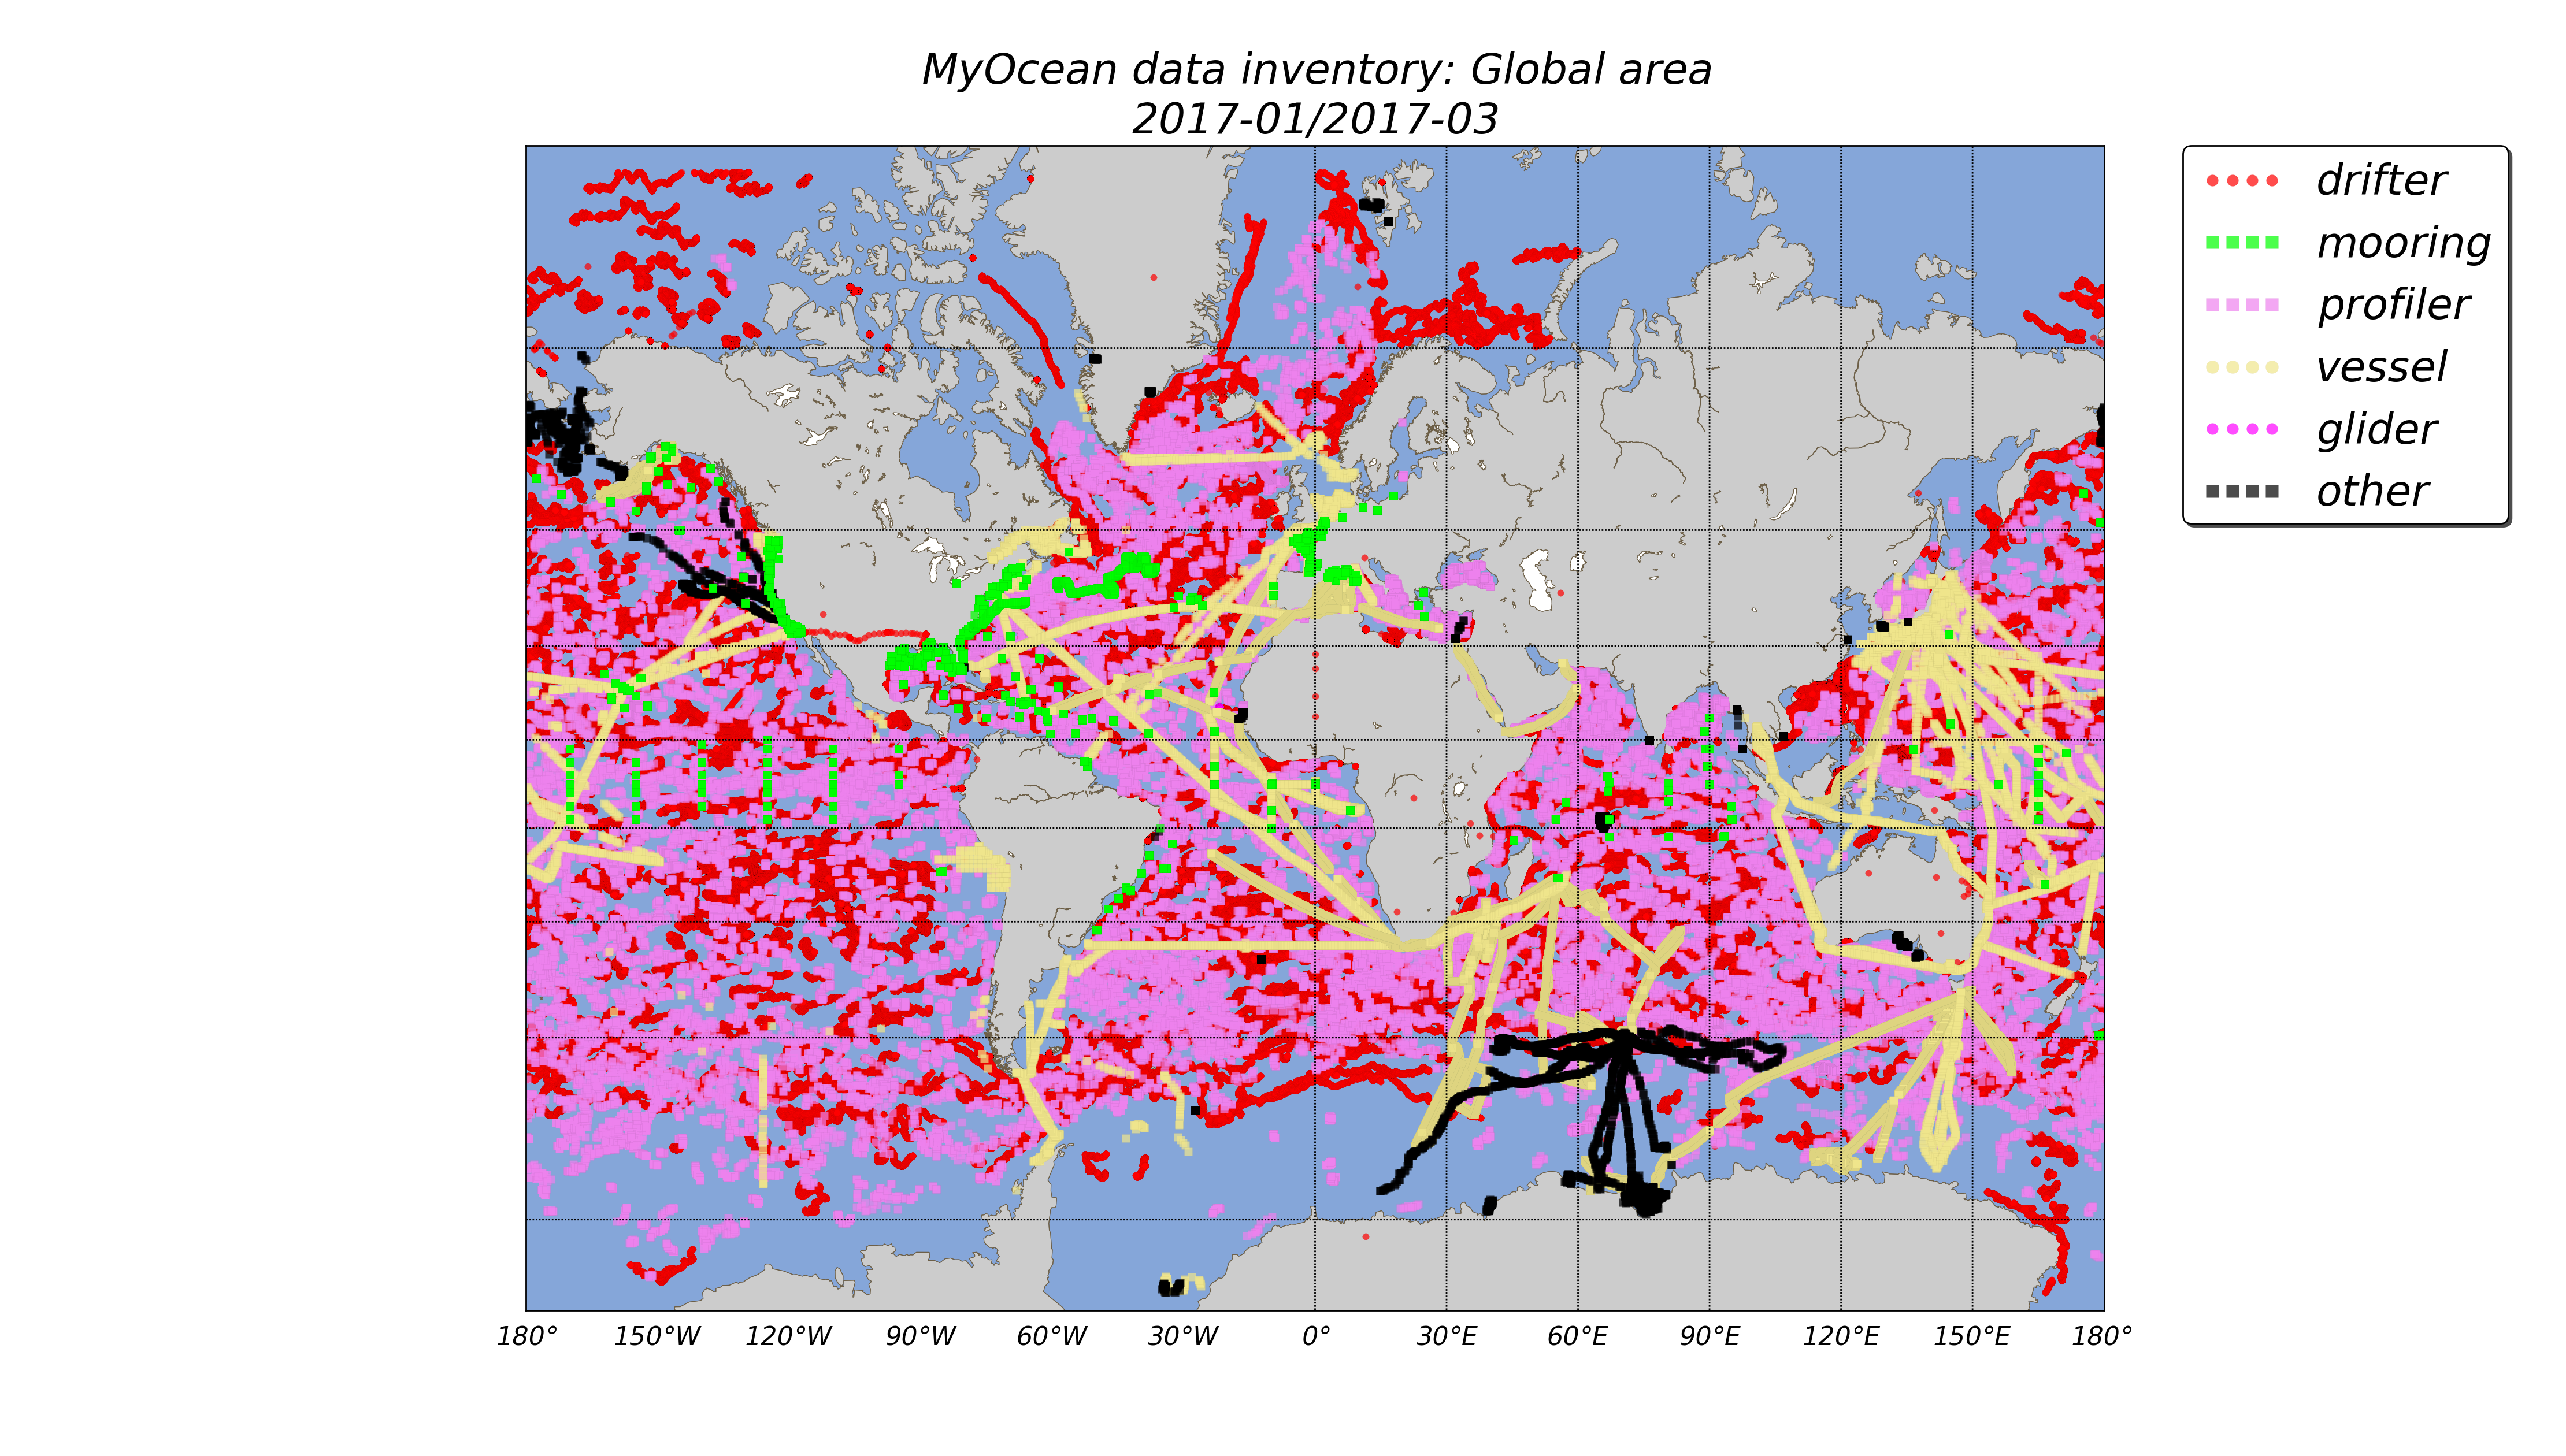 MyOcean data inventory: Global area
2017-01/2017-03
drifter
mooring
profiler
vessel
glider
other
180° 150°W 120°W 90°W 60°W 30°W 0° 30°E 60°E 90°E 120°E 150°E 180°